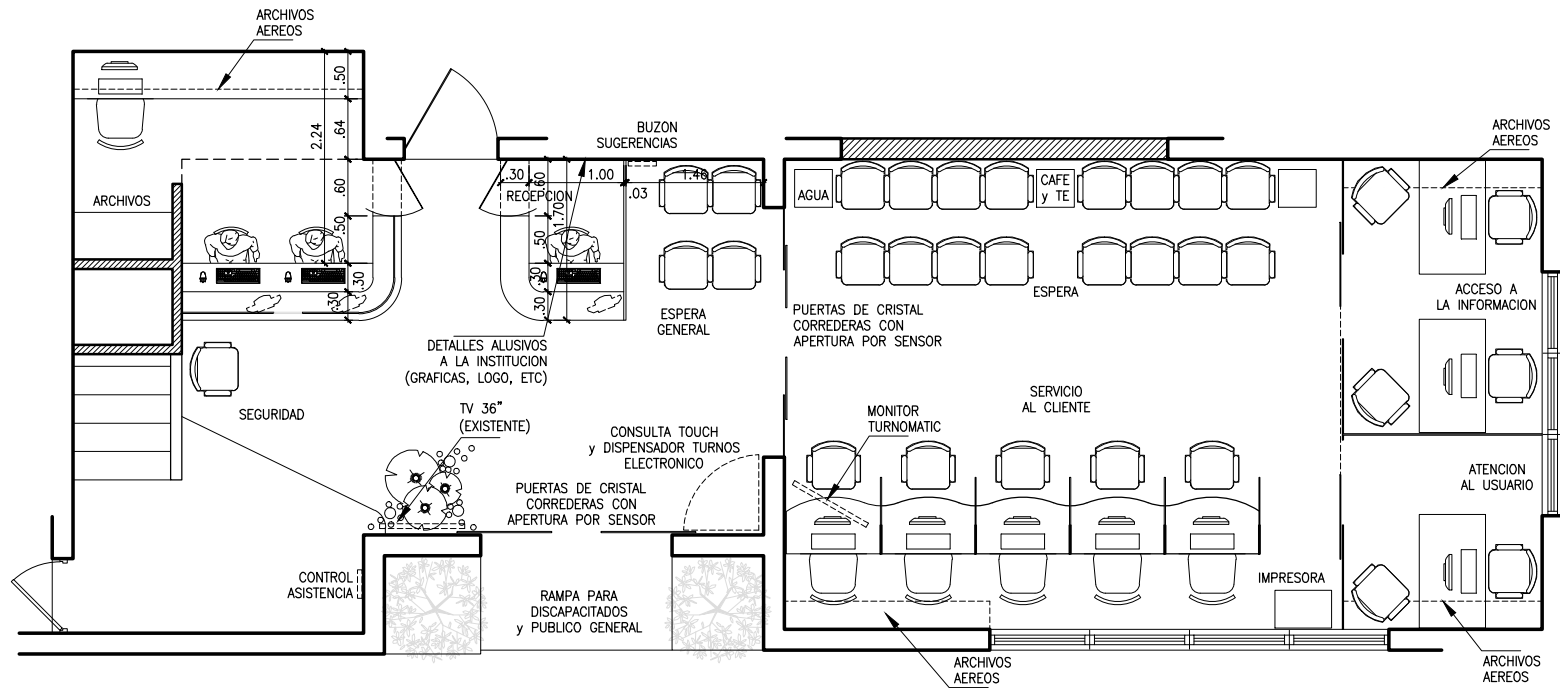 ARCHIVOS
AEREOS
.50
.64
2.24
.60
.50
.30
.30
ARCHIVOS
BUZON
SUGERENCIAS
.30
.60
1.00
1.46
.03
RECEPCION
1.70
.50
.30
.30
ESPERA
GENERAL
DETALLES ALUSIVOS
A LA INSTITUCION
(GRAFICAS, LOGO, ETC)
SEGURIDAD
TV 36"
(EXISTENTE)
CONSULTA TOUCH
y DISPENSADOR TURNOS
ELECTRONICO
PUERTAS DE CRISTAL
CORREDERAS CON
APERTURA POR SENSOR
CONTROL
ASISTENCIA
RAMPA PARA
DISCAPACITADOS
y PUBLICO GENERAL
AGUA
CAFE
y TE
ESPERA
PUERTAS DE CRISTAL
CORREDERAS CON
APERTURA POR SENSOR
SERVICIO
AL CLIENTE
MONITOR
TURNOMATIC
IMPRESORA
ARCHIVOS
AEREOS
ARCHIVOS
AEREOS
ACCESO A
LA INFORMACION
ATENCION
AL USUARIO
ARCHIVOS
AEREOS